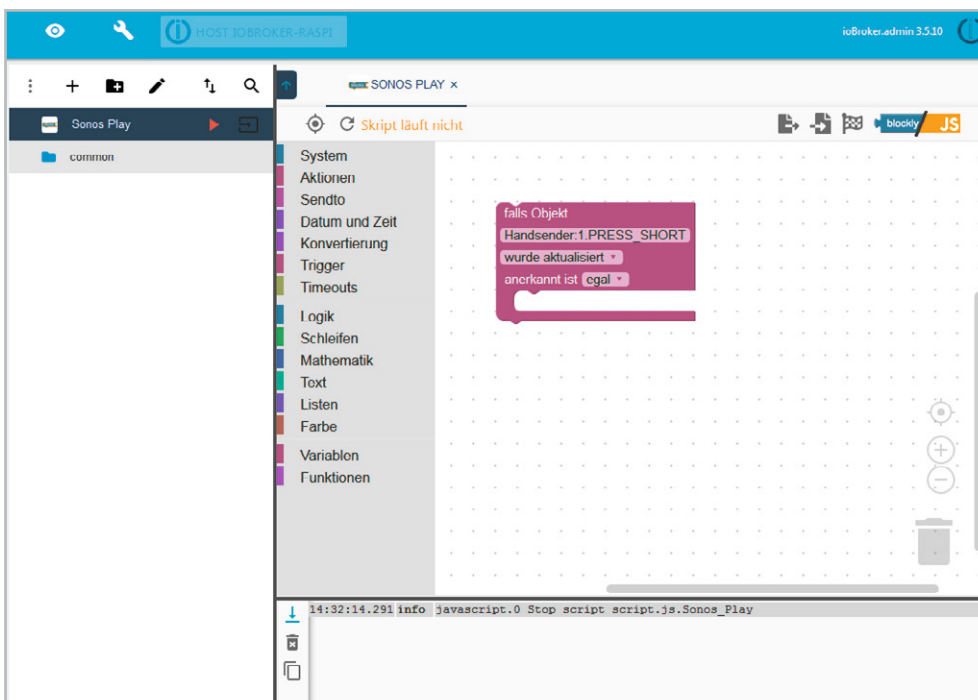 HOST IOBROKER-RASPI
ioBroker.admin 3.5.10
SONOS PLAY ×
Sonos Play
common
Skript läuft nicht
blockly JS
System
Aktionen
Sendto
Datum und Zeit
Konvertierung
Trigger
Timeouts
Logik
Schleifen
Mathematik
Text
Listen
Farbe
Variablen
Funktionen
falls Objekt
Handsender:1.PRESS_SHORT
wurde aktualisiert
anerkannt ist egal
14:32:14.291 info javascript.0 Stop script script.js.Sonos_Play